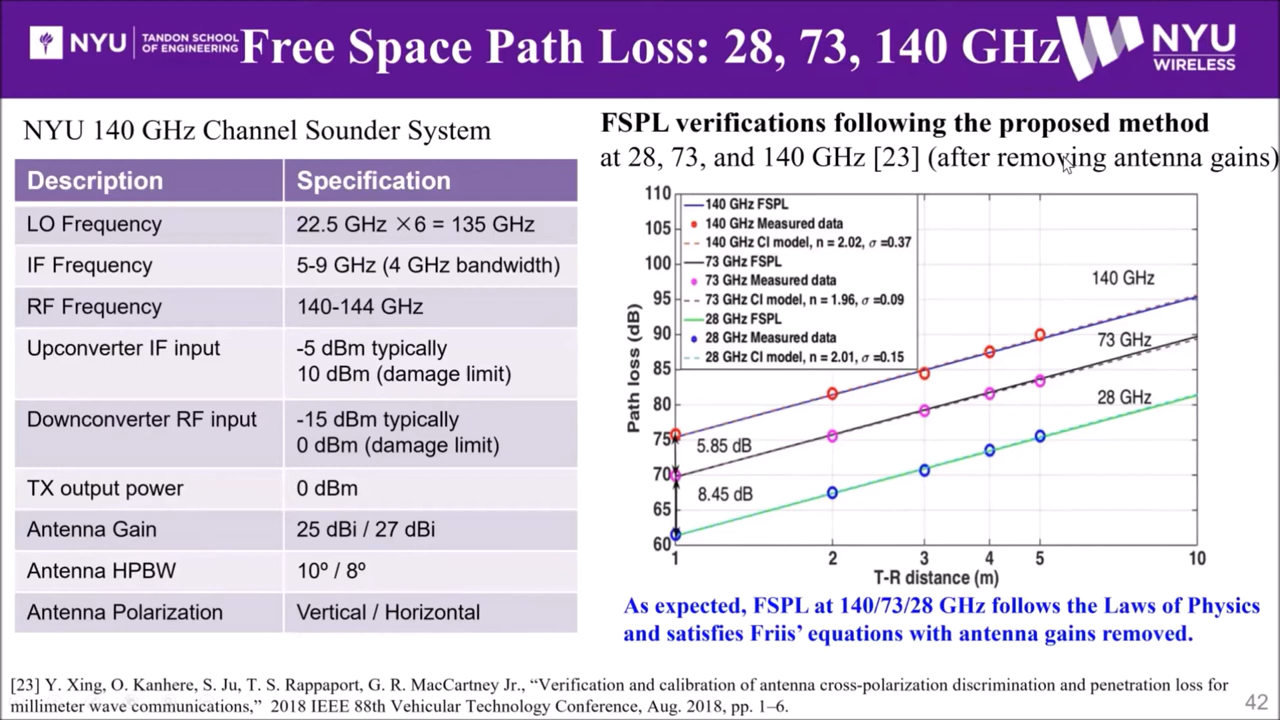 NYU
TANDON SCHOOL
OF ENGINEERING
Free Space Path Loss: 28, 73, 140 GHz
NYU
WIRELESS
NYU 140 GHz Channel Sounder System
Description Specification
LO Frequency 22.5 GHz ×6 = 135 GHz
IF Frequency 5-9 GHz (4 GHz bandwidth)
RF Frequency 140-144 GHz
Upconverter IF input -5 dBm typically
10 dBm (damage limit)
Downconverter RF input -15 dBm typically
0 dBm (damage limit)
TX output power 0 dBm
Antenna Gain 25 dBi / 27 dBi
Antenna HPBW 10º / 8º
Antenna Polarization Vertical / Horizontal
FSPL verifications following the proposed method
at 28, 73, and 140 GHz [23] (after removing antenna gains)
110
105
100
95
90
85
80
75
70
65
60
Path loss (dB)
140 GHz FSPL
140 GHz Measured data
140 GHz CI model, n = 2.02, σ =0.37
73 GHz FSPL
73 GHz Measured data
73 GHz CI model, n = 1.96, σ =0.09
28 GHz FSPL
28 GHz Measured data
28 GHz CI model, n = 2.01, σ =0.15
140 GHz
73 GHz
28 GHz
5.85 dB
8.45 dB
1 2 3 4 5 10
T-R distance (m)
As expected, FSPL at 140/73/28 GHz follows the Laws of Physics
and satisfies Friis' equations with antenna gains removed.
[23] Y. Xing, O. Kanhere, S. Ju, T. S. Rappaport, G. R. MacCartney Jr., “Verification and calibration of antenna cross-polarization discrimination and penetration loss for
millimeter wave communications,” 2018 IEEE 88th Vehicular Technology Conference, Aug. 2018, pp. 1–6.
42